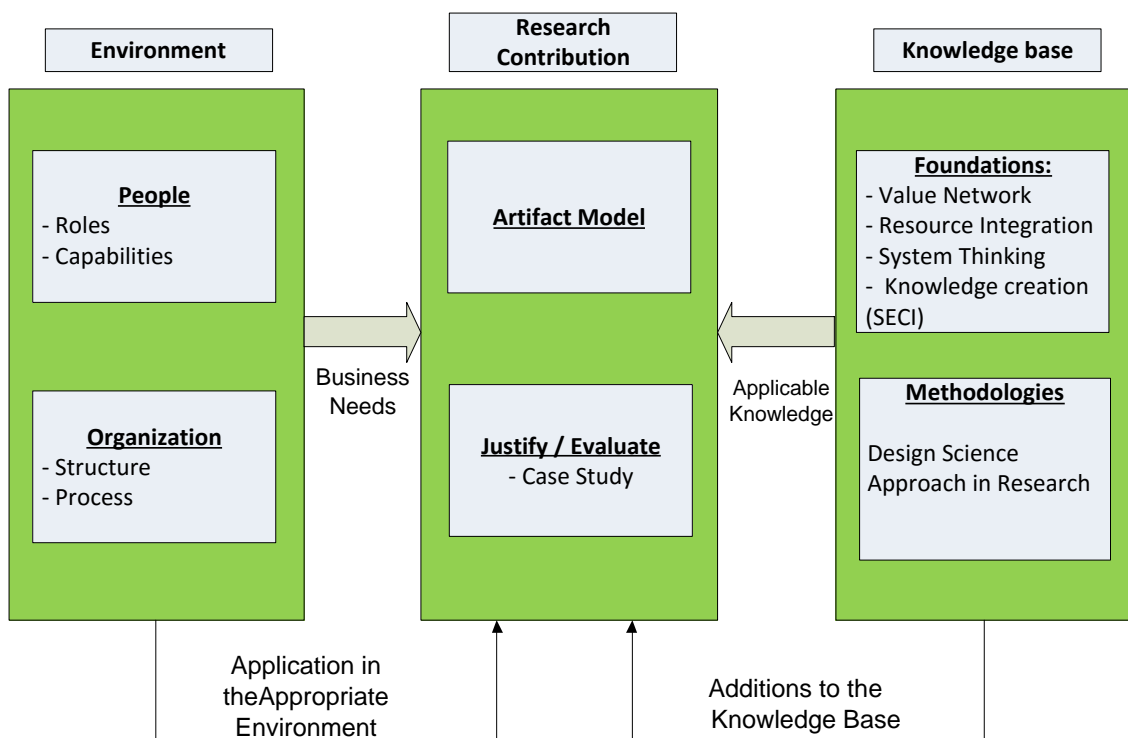 Environment
People
- Roles
- Capabilities
Organization
- Structure
- Process
Business
Needs
Research
Contribution
Artifact Model
Justify / Evaluate
- Case Study
Applicable
Knowledge
Knowledge base
Foundations:
- Value Network
- Resource Integration
- System Thinking
- Knowledge creation
(SECI)
Methodologies
Design Science
Approach in Research
Application in
theAppropriate
Environment
Additions to the
Knowledge Base